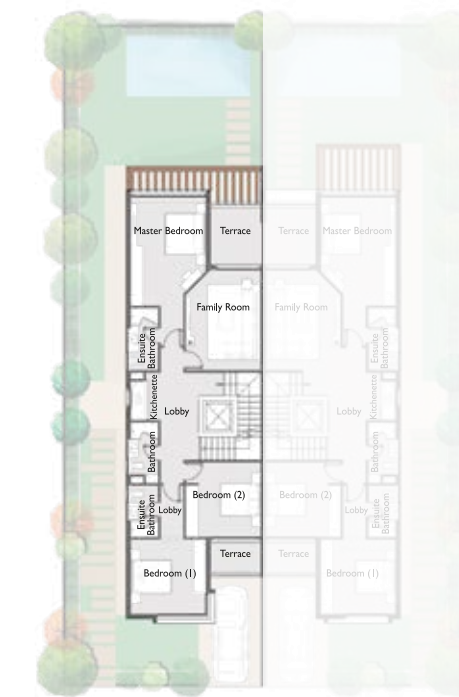 Master Bedroom
Terrace
Terrace
Master Bedroom
Family Room
Family Room
Ensuite
Bathroom
Ensuite
Bathroom
Kitchenette
Lobby
Lobby
Kitchenette
Bathroom
Bathroom
Bedroom (2)
Bedroom (2)
Ensuite
Bathroom
Lobby
Lobby
Ensuite
Bathroom
Terrace
Terrace
Bedroom (1)
Bedroom (1)